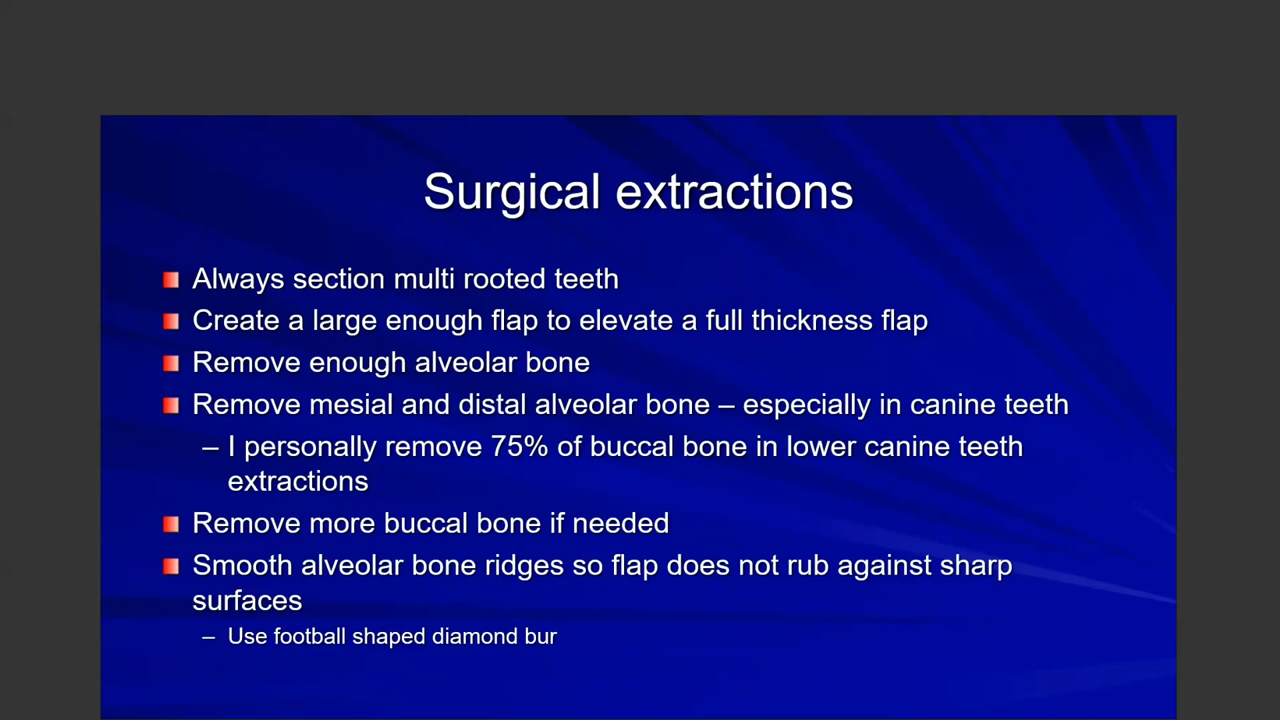 Surgical extractions
Always section multi rooted teeth
Create a large enough flap to elevate a full thickness flap
Remove enough alveolar bone
Remove mesial and distal alveolar bone – especially in canine teeth
– I personally remove 75% of buccal bone in lower canine teeth
extractions
Remove more buccal bone if needed
Smooth alveolar bone ridges so flap does not rub against sharp
surfaces
– Use football shaped diamond bur